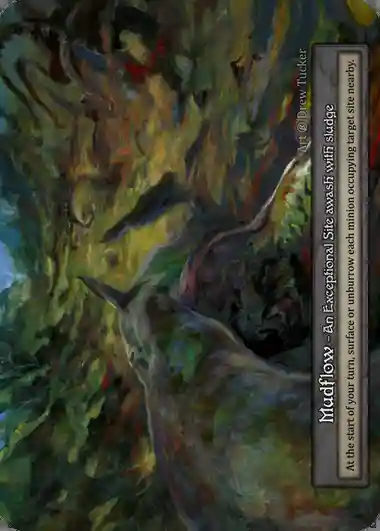 Art @ Drew Tucker
Mudflow – An Exceptional Site awash with sludge
At the start of your turn, surface or unburrow each minion occupying target site nearby.